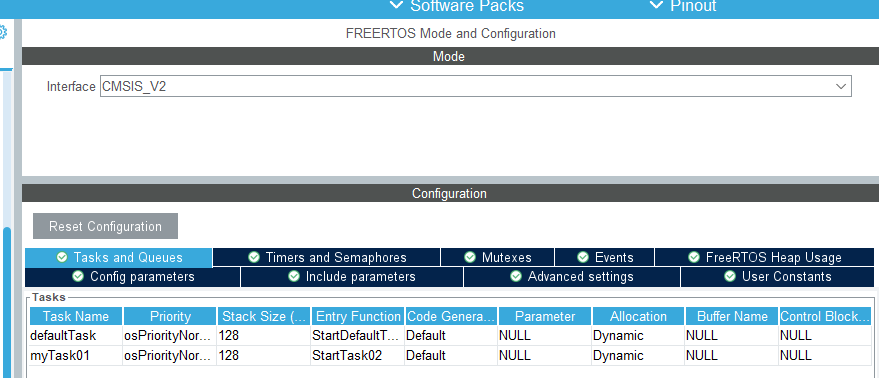 Software Packs Pinout
FREERTOS Mode and Configuration
Mode
Interface CMSIS_V2
Configuration
Reset Configuration
Tasks and Queues Timers and Semaphores Mutexes Events FreeRTOS Heap Usage
Config parameters Include parameters Advanced settings User Constants
Tasks
Task Name Priority Stack Size (... Entry Function Code Genera... Parameter Allocation Buffer Name Control Block...
defaultTask osPriorityNor... 128 StartDefaultT... Default NULL Dynamic NULL NULL
myTask01 osPriorityNor... 128 StartTask02 Default NULL Dynamic NULL NULL